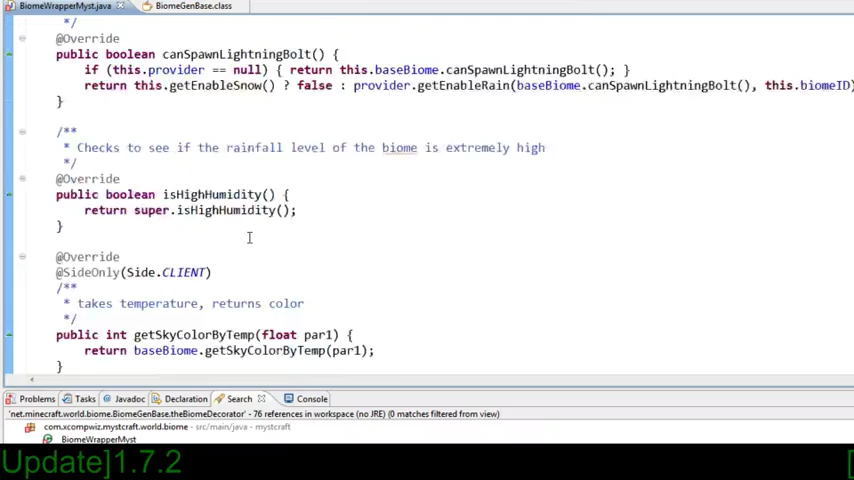 BiomeWrapperMyst.java BiomeGenBase.class
*/
@Override
public boolean canSpawnLightningBolt() {
if (this.provider == null) { return this.baseBiome.canSpawnLightningBolt(); }
return this.getEnableSnow() ? false : provider.getEnableRain(baseBiome.canSpawnLightningBolt(), this.biomeID)
}
/**
* Checks to see if the rainfall level of the biome is extremely high
*/
@Override
public boolean isHighHumidity() {
return super.isHighHumidity();
}
@Override
@SideOnly(Side.CLIENT)
/**
* takes temperature, returns color
*/
public int getSkyColorByTemp(float par1) {
return baseBiome.getSkyColorByTemp(par1);
}
Problems Tasks @ Javadoc Declaration Search Console
'net.minecraft.world.biome.BiomeGenBase.theBiomeDecorator' - 76 references in workspace (no JRE) (0 matches filtered from view)
com.xcompwiz.mystcraft.world.biome - src/main/java - mystcraft
BiomeWrapperMyst
Update]1.7.2 [